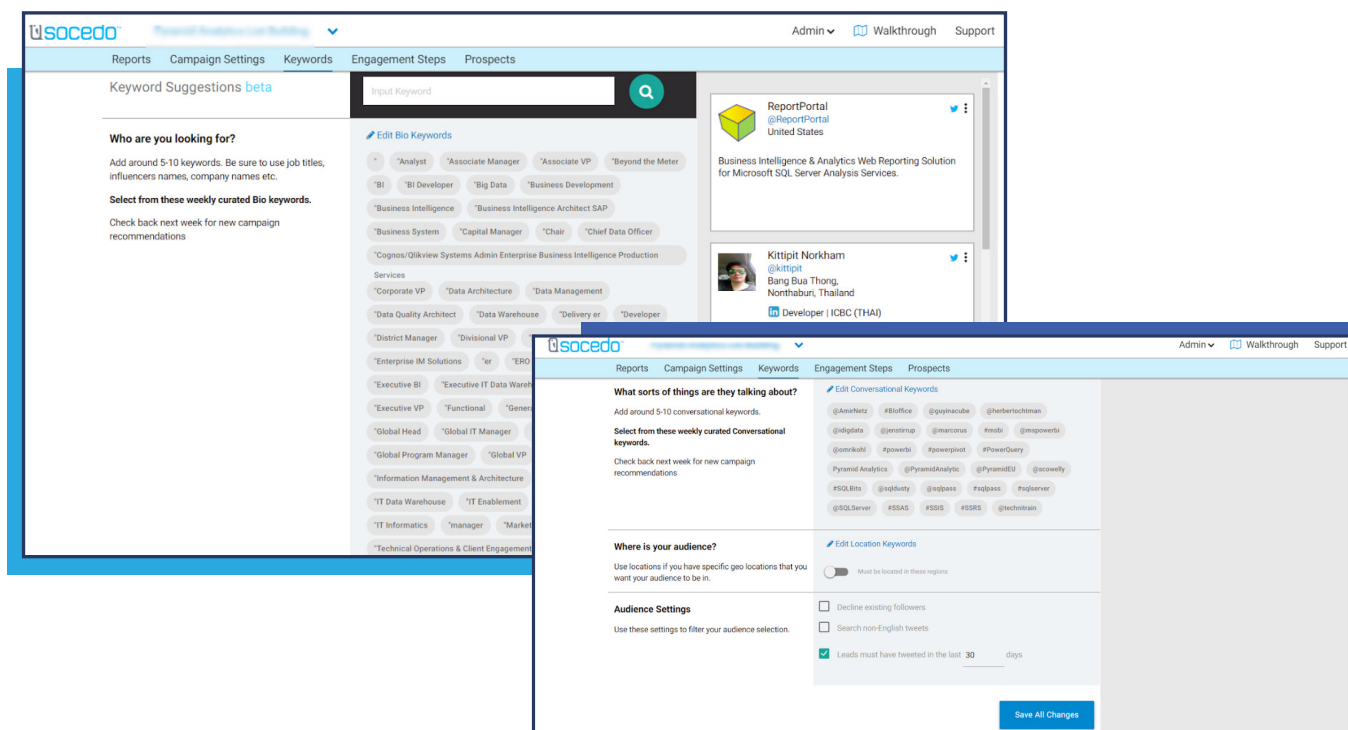 socedo
Admin Walkthrough Support
Reports Campaign Settings Keywords Engagement Steps Prospects
Keyword Suggestions beta
Input Keyword
Who are you looking for?
Add around 5-10 keywords. Be sure to use job titles,
influencers names, company names etc.
Select from these weekly curated Bio keywords.
Check back next week for new campaign
recommendations
Edit Bio Keywords
" "Analyst "Associate Manager "Associate VP "Beyond the Meter
"BI "BI Developer "Big Data "Business Development
"Business Intelligence "Business Intelligence Architect SAP
"Business System "Capital Manager "Chair "Chief Data Officer
"Cognos/Qlikview Systems Admin Enterprise Business Intelligence Production
Services
"Corporate VP "Data Architecture "Data Management
"Data Quality Architect "Data Warehouse "Delivery er "Developer
"District Manager "Divisional VP
"Enterprise IM Solutions "er "ERO
"Executive BI "Executive IT Data Wareh
"Executive VP "Functional "Genera
"Global Head "Global IT Manager
"Global Program Manager "Global VP
"Information Management & Architecture
"IT Data Warehouse "IT Enablement
"IT Informatics "manager "Market
"Technical Operations & Client Engagement
ReportPortal
@ReportPortal
United States
Business Intelligence & Analytics Web Reporting Solution
for Microsoft SQL Server Analysis Services.
Kittipit Norkham
@kittipit
Bang Bua Thong,
Nonthaburi, Thailand
in Developer | ICBC (THAI)
socedo
Admin Walkthrough Support
Reports Campaign Settings Keywords Engagement Steps Prospects
What sorts of things are they talking about?
Add around 5-10 conversational keywords.
Select from these weekly curated Conversational
keywords.
Check back next week for new campaign
recommendations
Edit Conversational Keywords
@AmirNetz #BIoffice @guyinacube @herbertochtman
@idigdata @jenstirrup @marcorus #msbi @mspowerbi
@omrikohl #powerbi #powerpivot #PowerQuery
Pyramid Analytics @PyramidAnalytic @PyramidEU @scowelly
#SQLBits @sqldusty @sqlpass #sqlpass #sqlserver
@SQLServer #SSAS #SSIS #SSRS @technitrain
Where is your audience?
Use locations if you have specific geo locations that you
want your audience to be in.
Edit Location Keywords
Must be located in these regions
Audience Settings
Use these settings to filter your audience selection.
Decline existing followers
Search non-English tweets
Leads must have tweeted in the last 30 days
Save All Changes